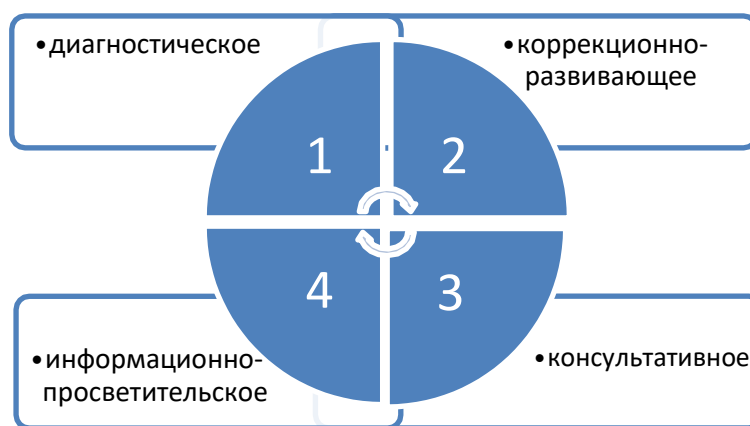 •диагностическое
•коррекционно-
развивающее
1
2
4
3
•информационно-
просветительское
•консультативное